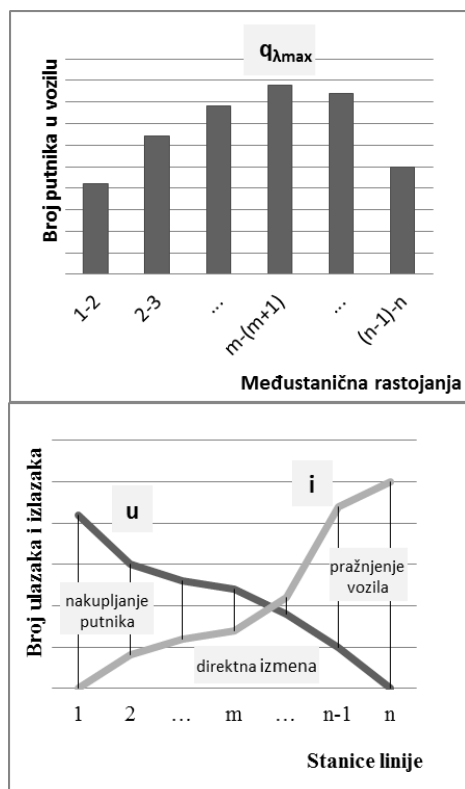 qλmax
Broj putnika u vozilu
1-2
2-3
...
m-(m+1)
...
(n-1)-n
Međustanična rastojanja
Broj ulazaka i izlazaka
u
i
nakupljanje
putnika
pražnjenje
vozila
direktna izmena
1 2 ... m ... n-1 n
Stanice linije